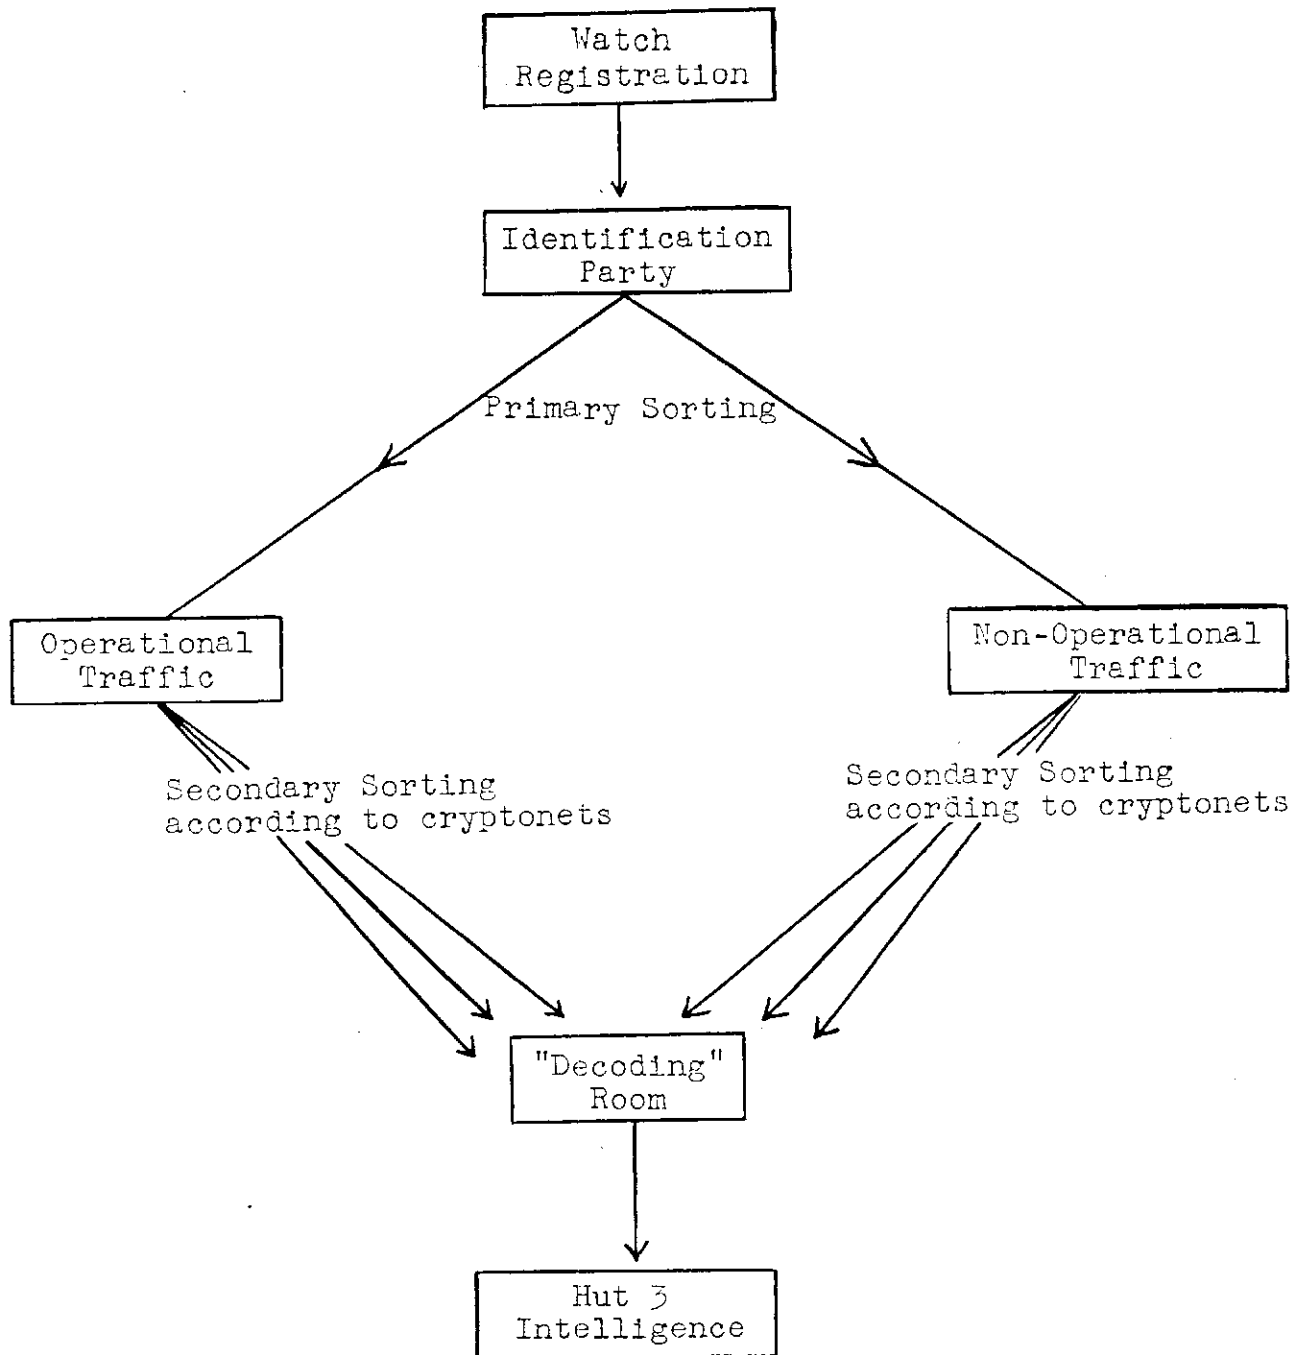 Watch
Registration
Identification
Party
Primary Sorting
Operational
Traffic
Non-Operational
Traffic
Secondary Sorting
according to cryptonets
Secondary Sorting
according to cryptonets
"Decoding"
Room
Hut 3
Intelligence